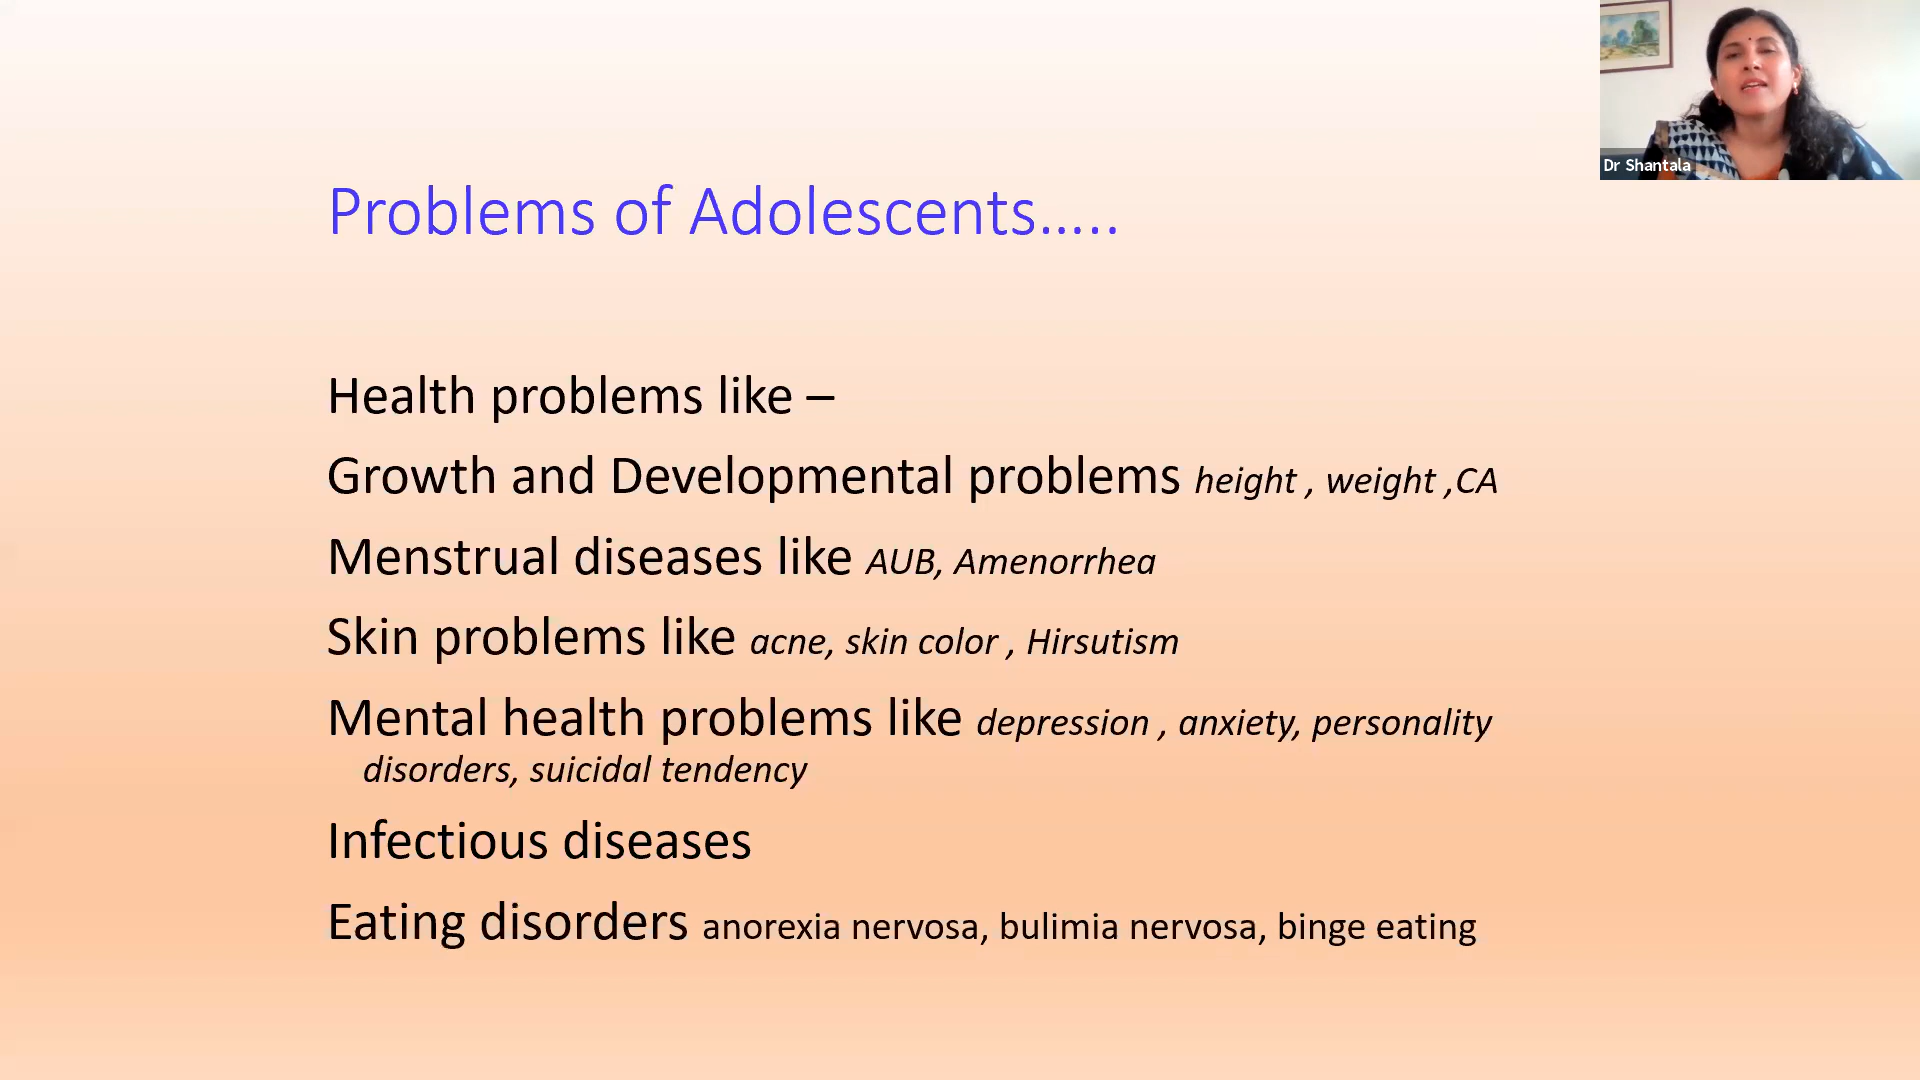 Dr Shantala
Problems of Adolescents.....
Health problems like –
Growth and Developmental problems height , weight ,CA
Menstrual diseases like AUB, Amenorrhea
Skin problems like acne, skin color , Hirsutism
Mental health problems like depression , anxiety, personality
disorders, suicidal tendency
Infectious diseases
Eating disorders anorexia nervosa, bulimia nervosa, binge eating